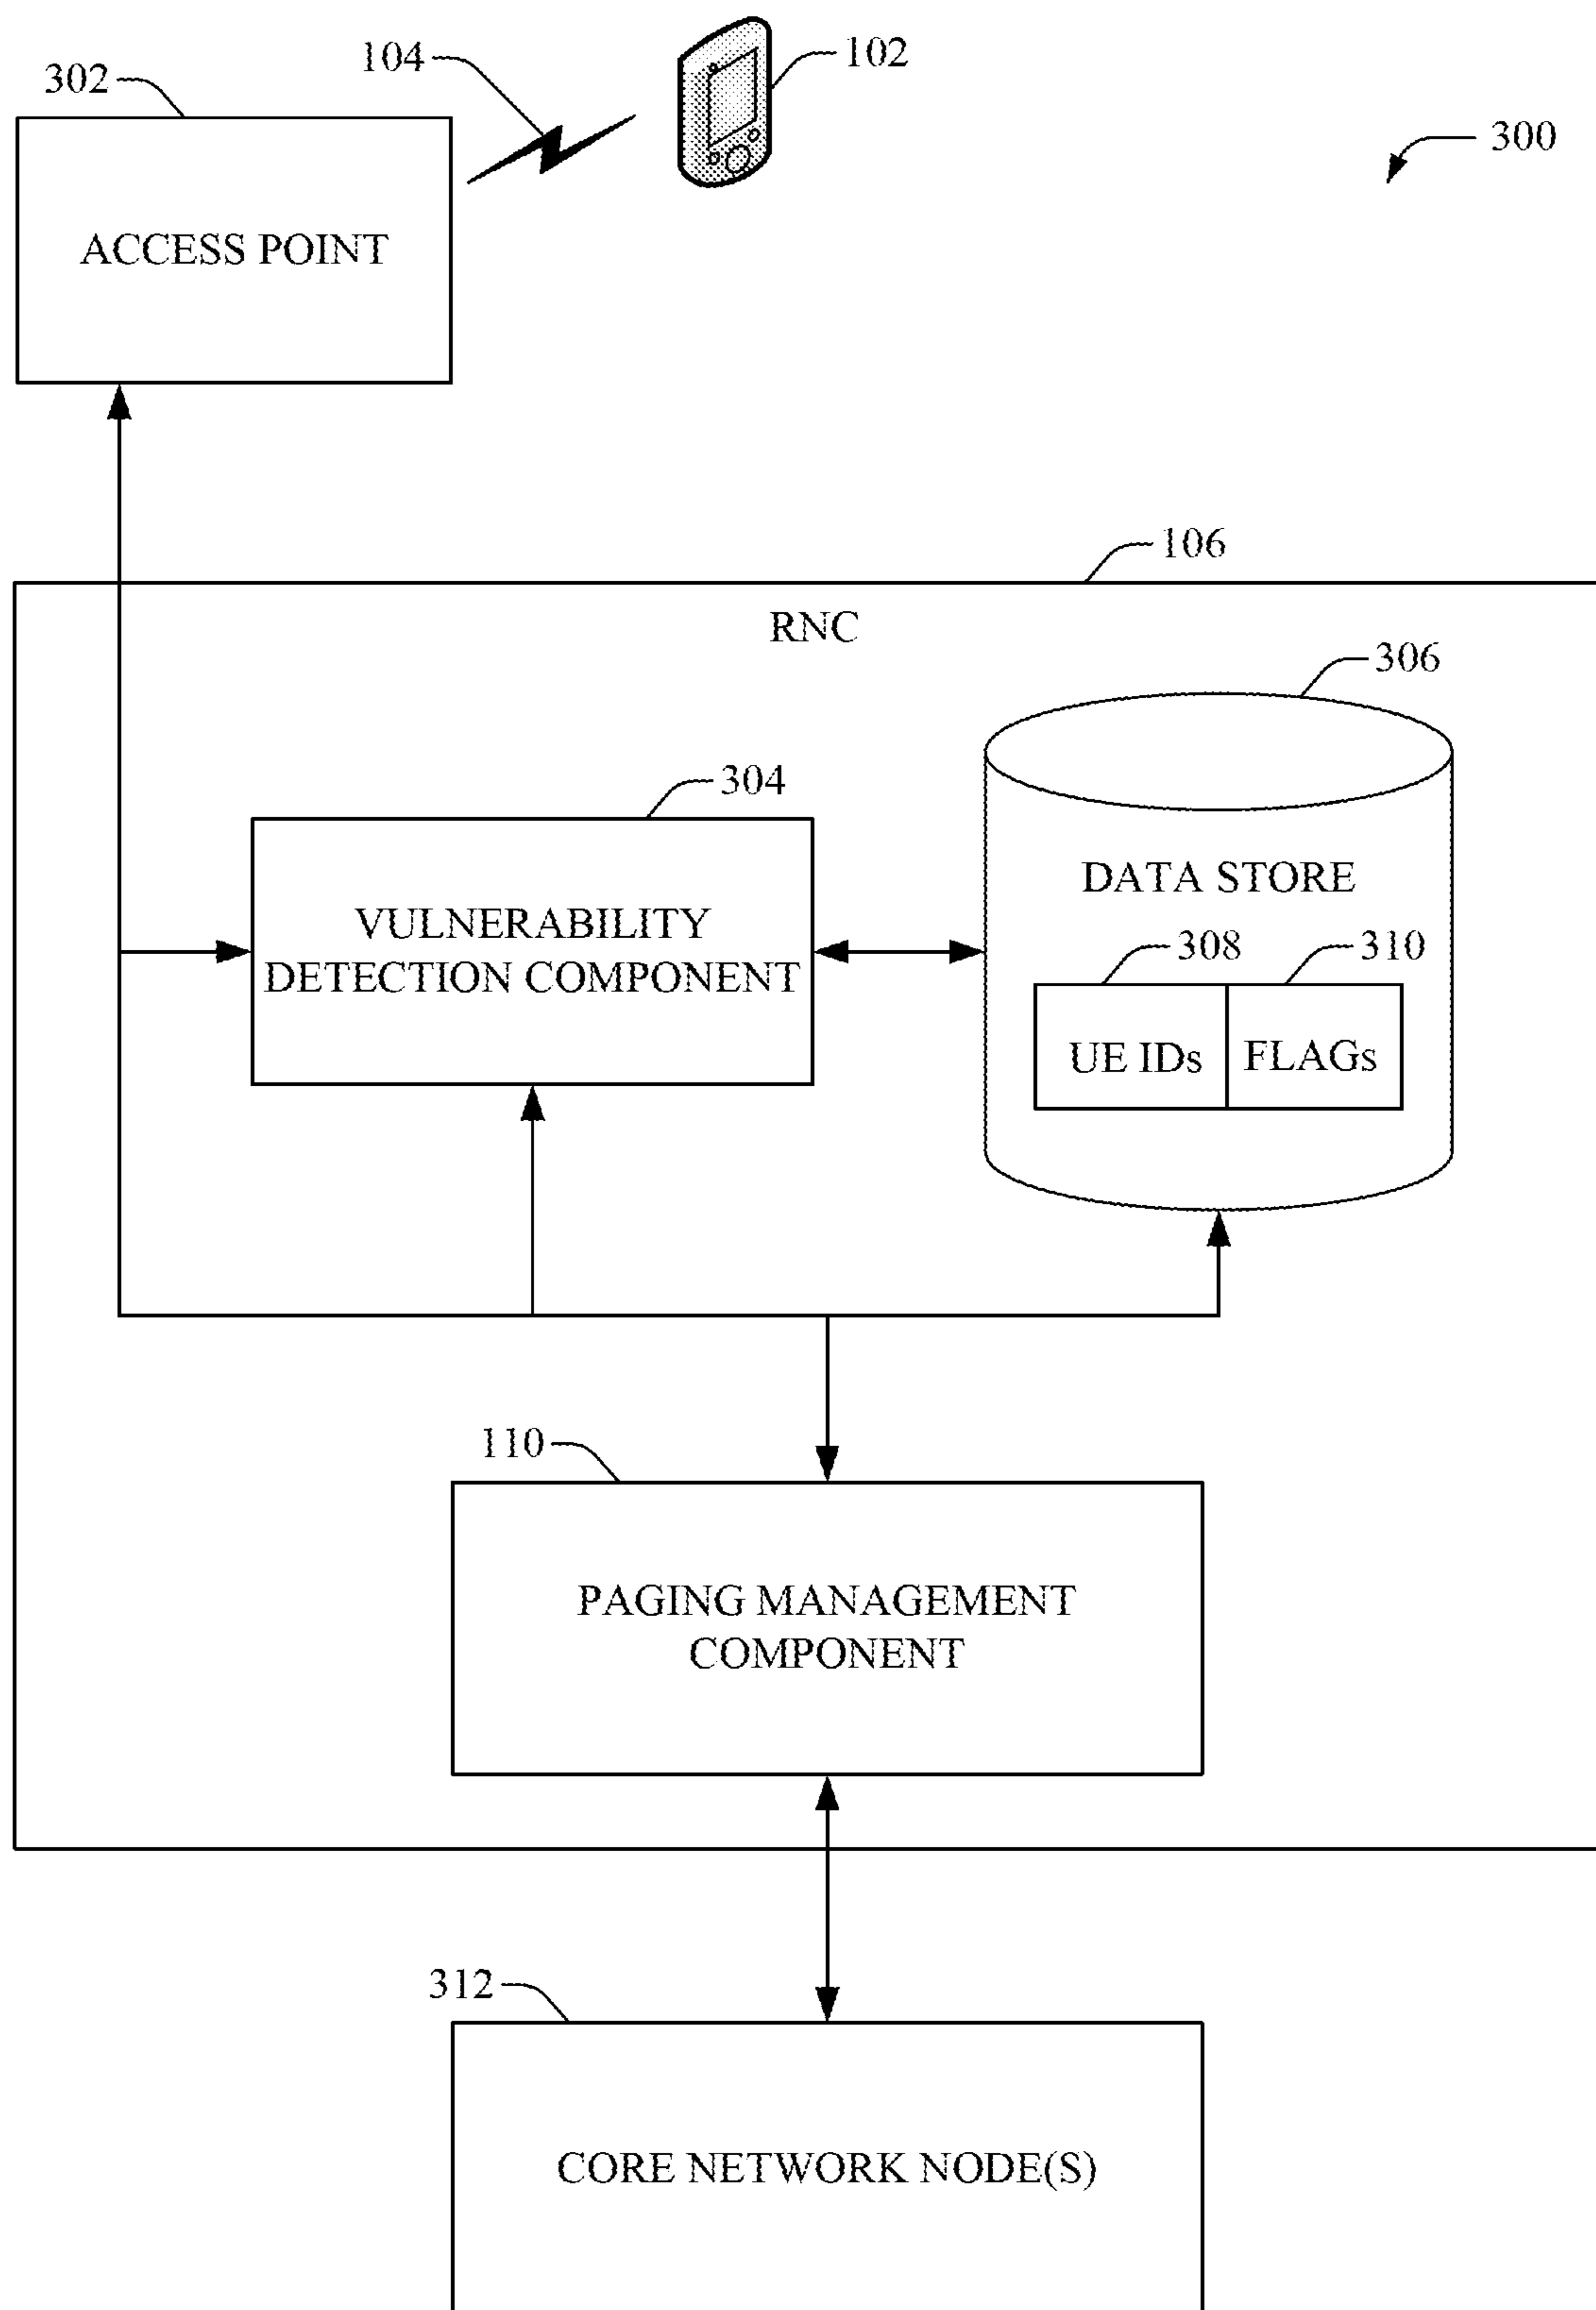 104
102
302
300
ACCESS POINT
106
RNC
306
304
DATA STORE
VULNERABILITY
DETECTION COMPONENT
308
310
UE IDs
FLAGs
110
PAGING MANAGEMENT
COMPONENT
312
CORE NETWORK NODE(S)